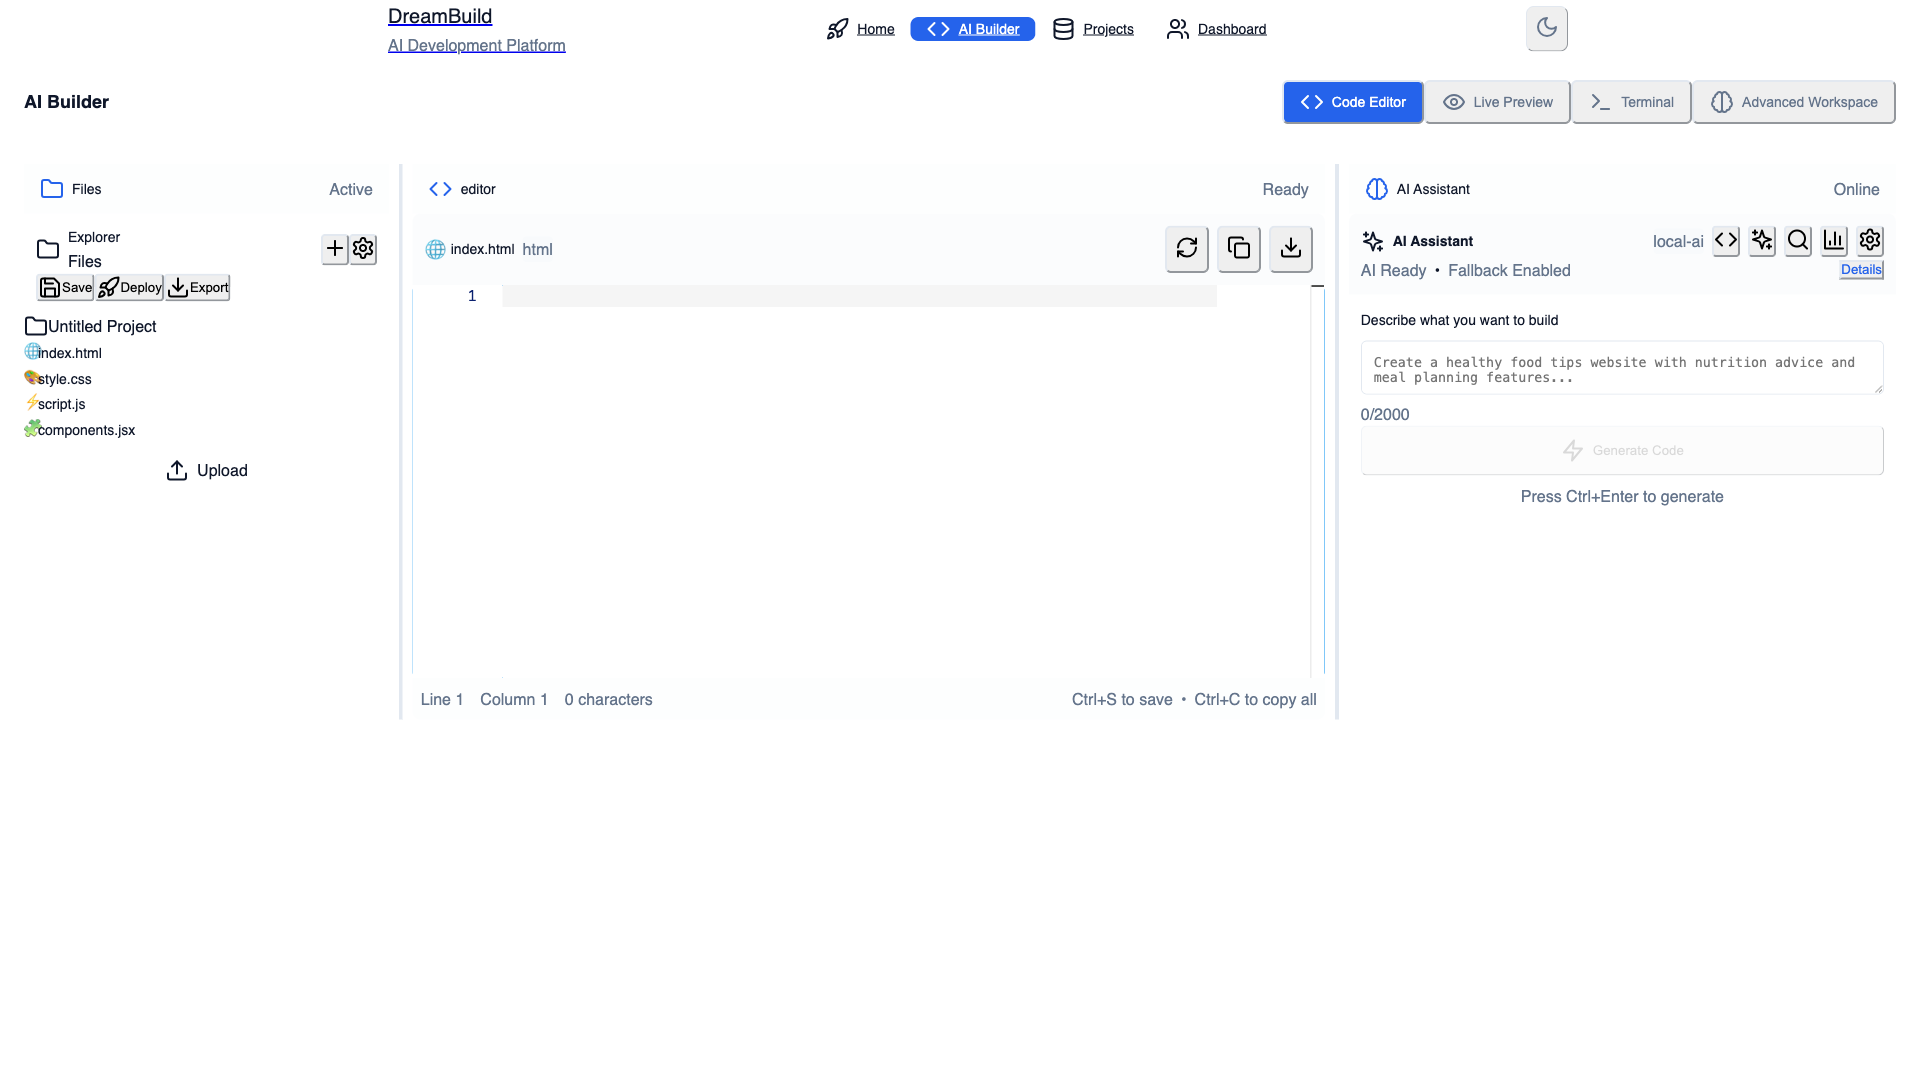 DreamBuild
AI Development Platform
Home
AI Builder
Projects
Dashboard
AI Builder
Code Editor
Live Preview
Terminal
Advanced Workspace
Files
Active
Explorer
Files
Save
Deploy
Export
Untitled Project
index.html
style.css
script.js
components.jsx
Upload
editor
Ready
index.html html
1
Line 1 Column 1 0 characters
Ctrl+S to save • Ctrl+C to copy all
AI Assistant
Online
AI Assistant
local-ai
AI Ready • Fallback Enabled
Details
Describe what you want to build
Create a healthy food tips website with nutrition advice and
meal planning features...
0/2000
Generate Code
Press Ctrl+Enter to generate